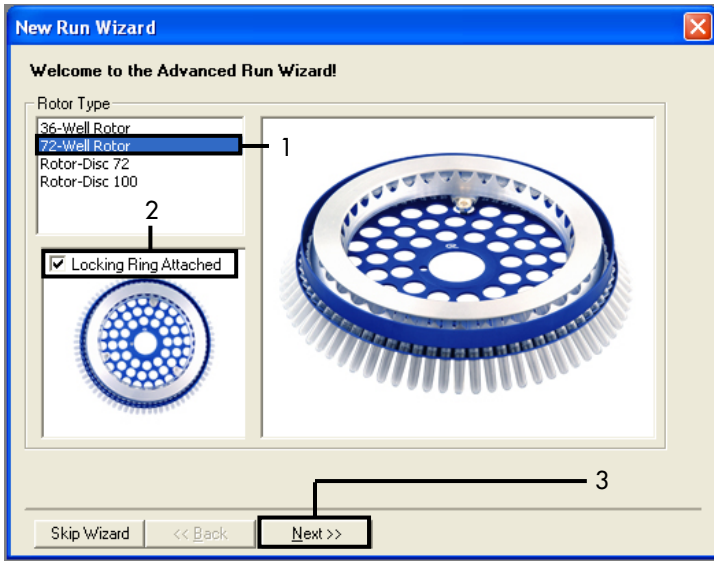 New Run Wizard
Welcome to the Advanced Run Wizard!
Rotor Type
36-Well Rotor
72-Well Rotor
1
Rotor-Disc 72
Rotor-Disc 100
2
Locking Ring Attached
3
Skip Wizard
<< Back
Next >>